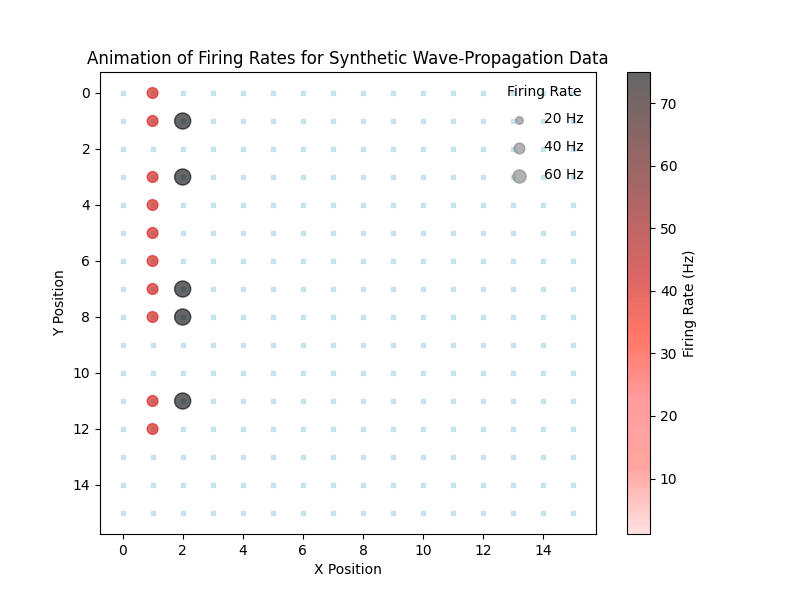 Animation of Firing Rates for Synthetic Wave-Propagation Data
Firing Rate
20 Hz
40 Hz
60 Hz
0
2
4
6
8
10
12
14
Y Position
0 2 4 6 8 10 12 14
X Position
70
60
50
40
30
20
10
Firing Rate (Hz)